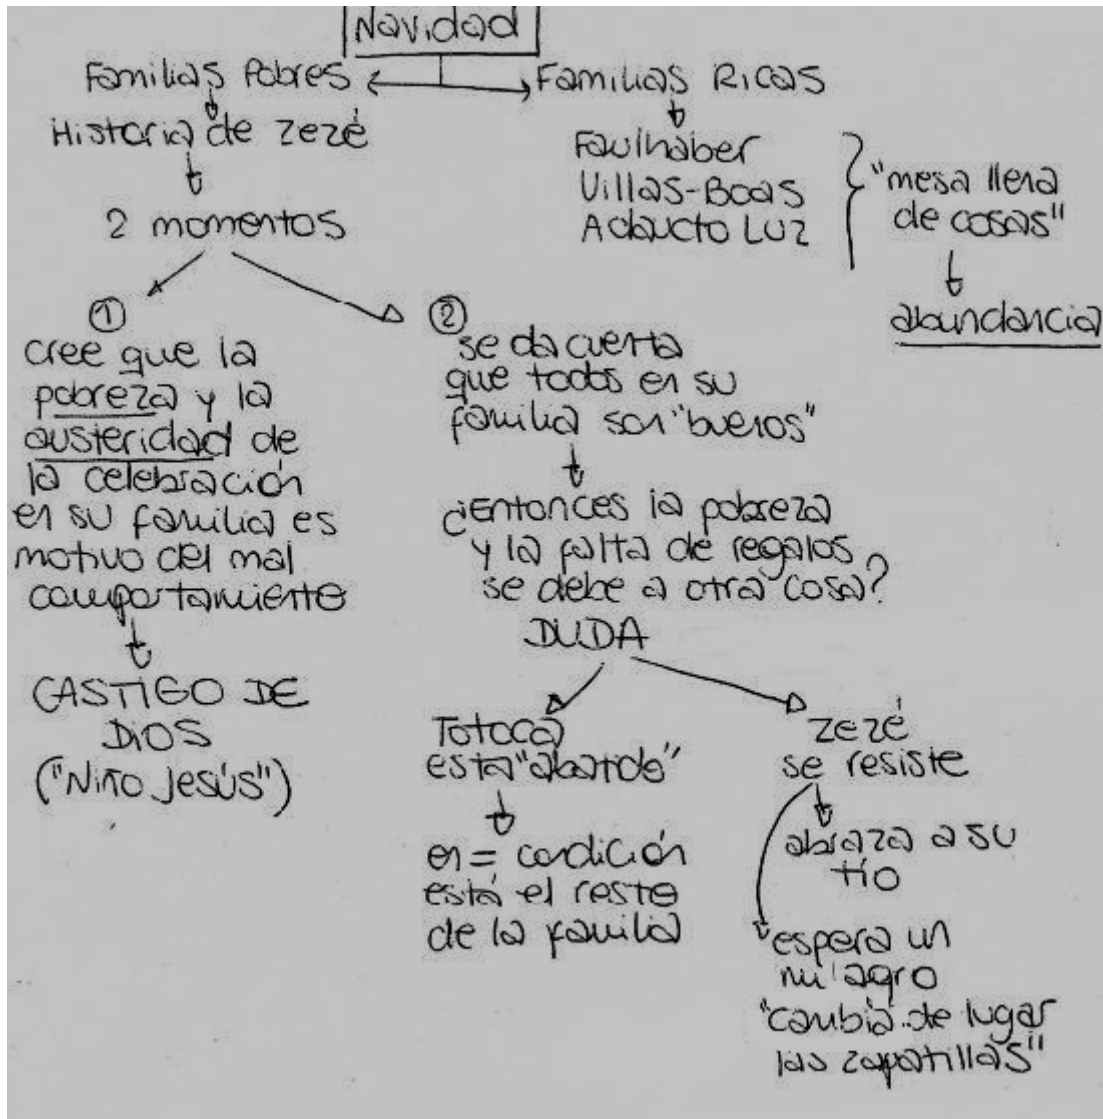 Navidad
Familias Pobres
Familias Ricas
Historia de Zezé
2 momentos
Faulhaber
Villas-Boas
Adaucto Luz
"mesa llena
de cosas"
abundancia
①
cree que la
pobreza y la
austeridad de
la celebración
en su familia es
motivo del mal
comportamiento
CASTIGO DE
DIOS
("Niño Jesús")
②
se da cuenta
que todos en su
familia son "buenos"
¿Entonces la pobreza
y la falta de regalos
se debe a otra cosa?
DUDA
Totoca
está "abatido"
en = condición
está el resto
de la familia
Zezé
se resiste
abraza a su
tío
espera un
milagro
"cambia de lugar
las zapatillas"